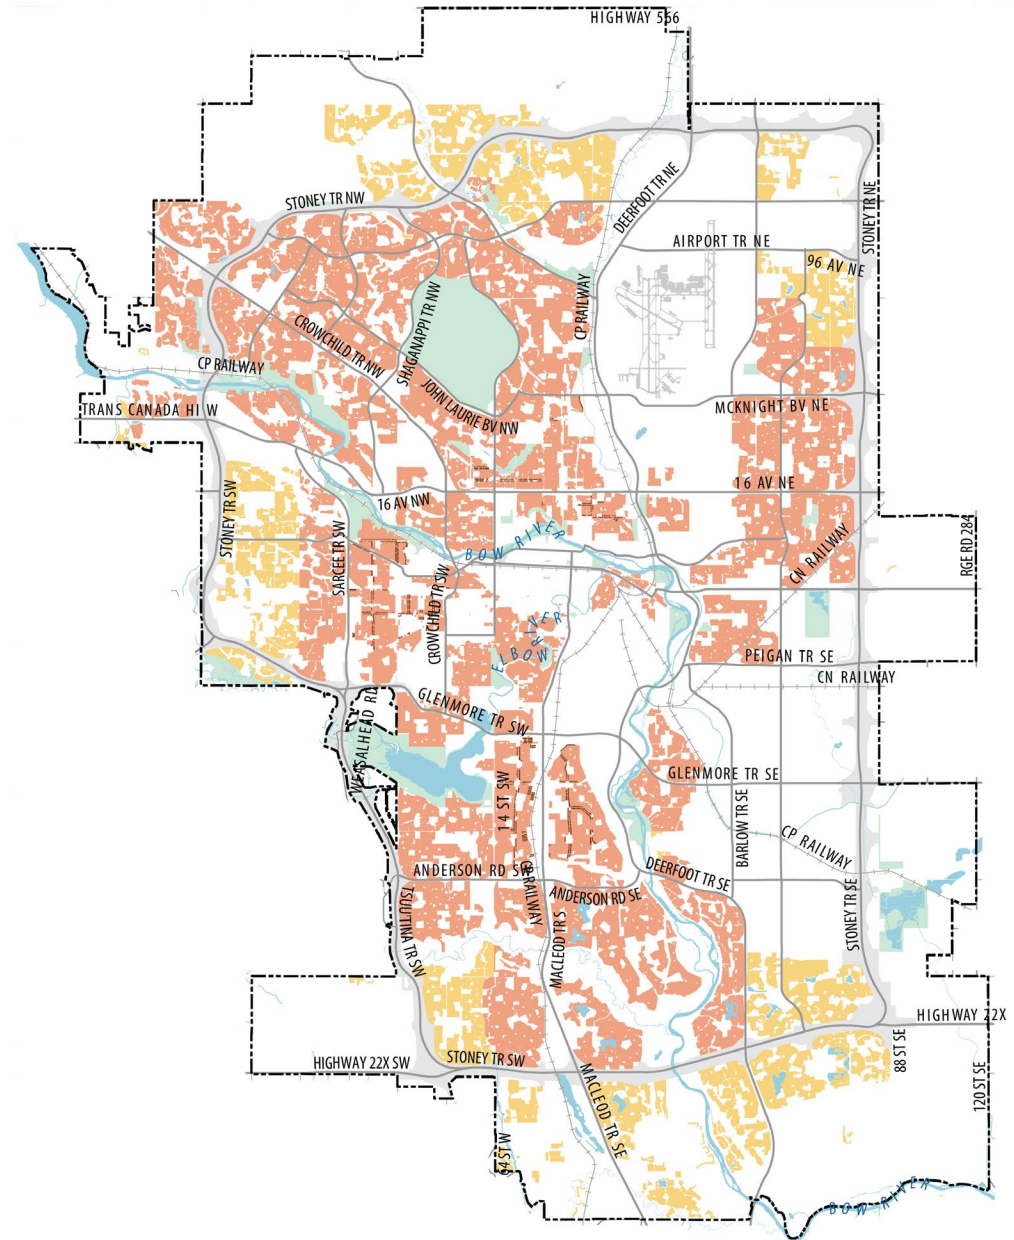 HIGHWAY 566
STONEY TR NW
DEERFOOT TR NE
STONEY TR NE
AIRPORT TR NE
96 AV NE
CP RAILWAY
SHAGANAPPI TR NW
CROWCHILD TR NW
CP RAILWAY
JOHN LAURIE BV NW
TRANS CANADA HI W
MCKNIGHT BV NE
16 AV NE
16 AV NW
STONEY TR SW
SARCEE TR SW
BOW RIVER
CN RAILWAY
RGE RD 284
CROWCHILD TR SW
ELBOW RIVER
PEIGAN TR SE
CN RAILWAY
WEASALHEAD RD
GLENMORE TR SW
GLENMORE TR SE
14 ST SW
BARLOW TR SE
CP RAILWAY
ANDERSON RD SW
CP RAILWAY
ANDERSON RD SE
DEERFOOT TR SE
STONEY TR SE
TSUUT'INA TR SW
MACLEOD TR S
HIGHWAY 22X
88 ST SE
HIGHWAY 22X SW
STONEY TR SW
MACLEOD TR SE
120 ST SE
64 ST W
BOW RIVER